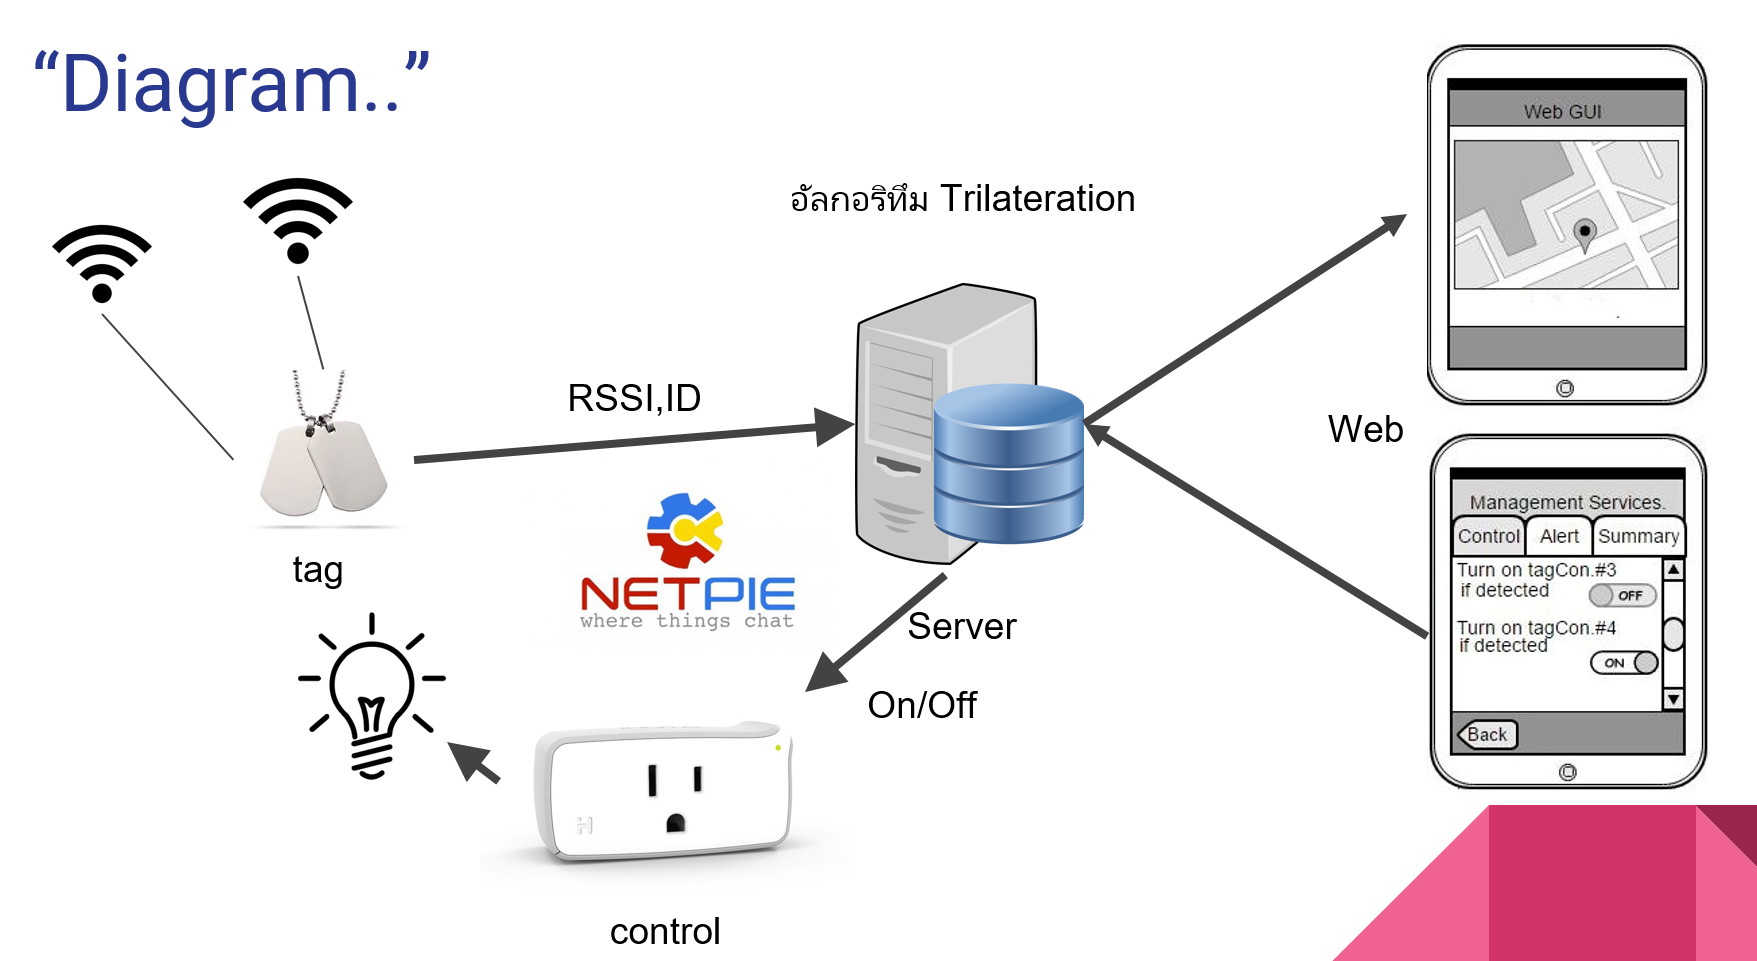 “Diagram..”
อัลกอริทึม Trilateration
RSSI,ID
tag
NETPIE
where things chat
Server
On/Off
control
Web
Web GUI
Management Services.
Control
Alert
Summary
Turn on tagCon.#3
if detected
OFF
Turn on tagCon.#4
if detected
ON
Back